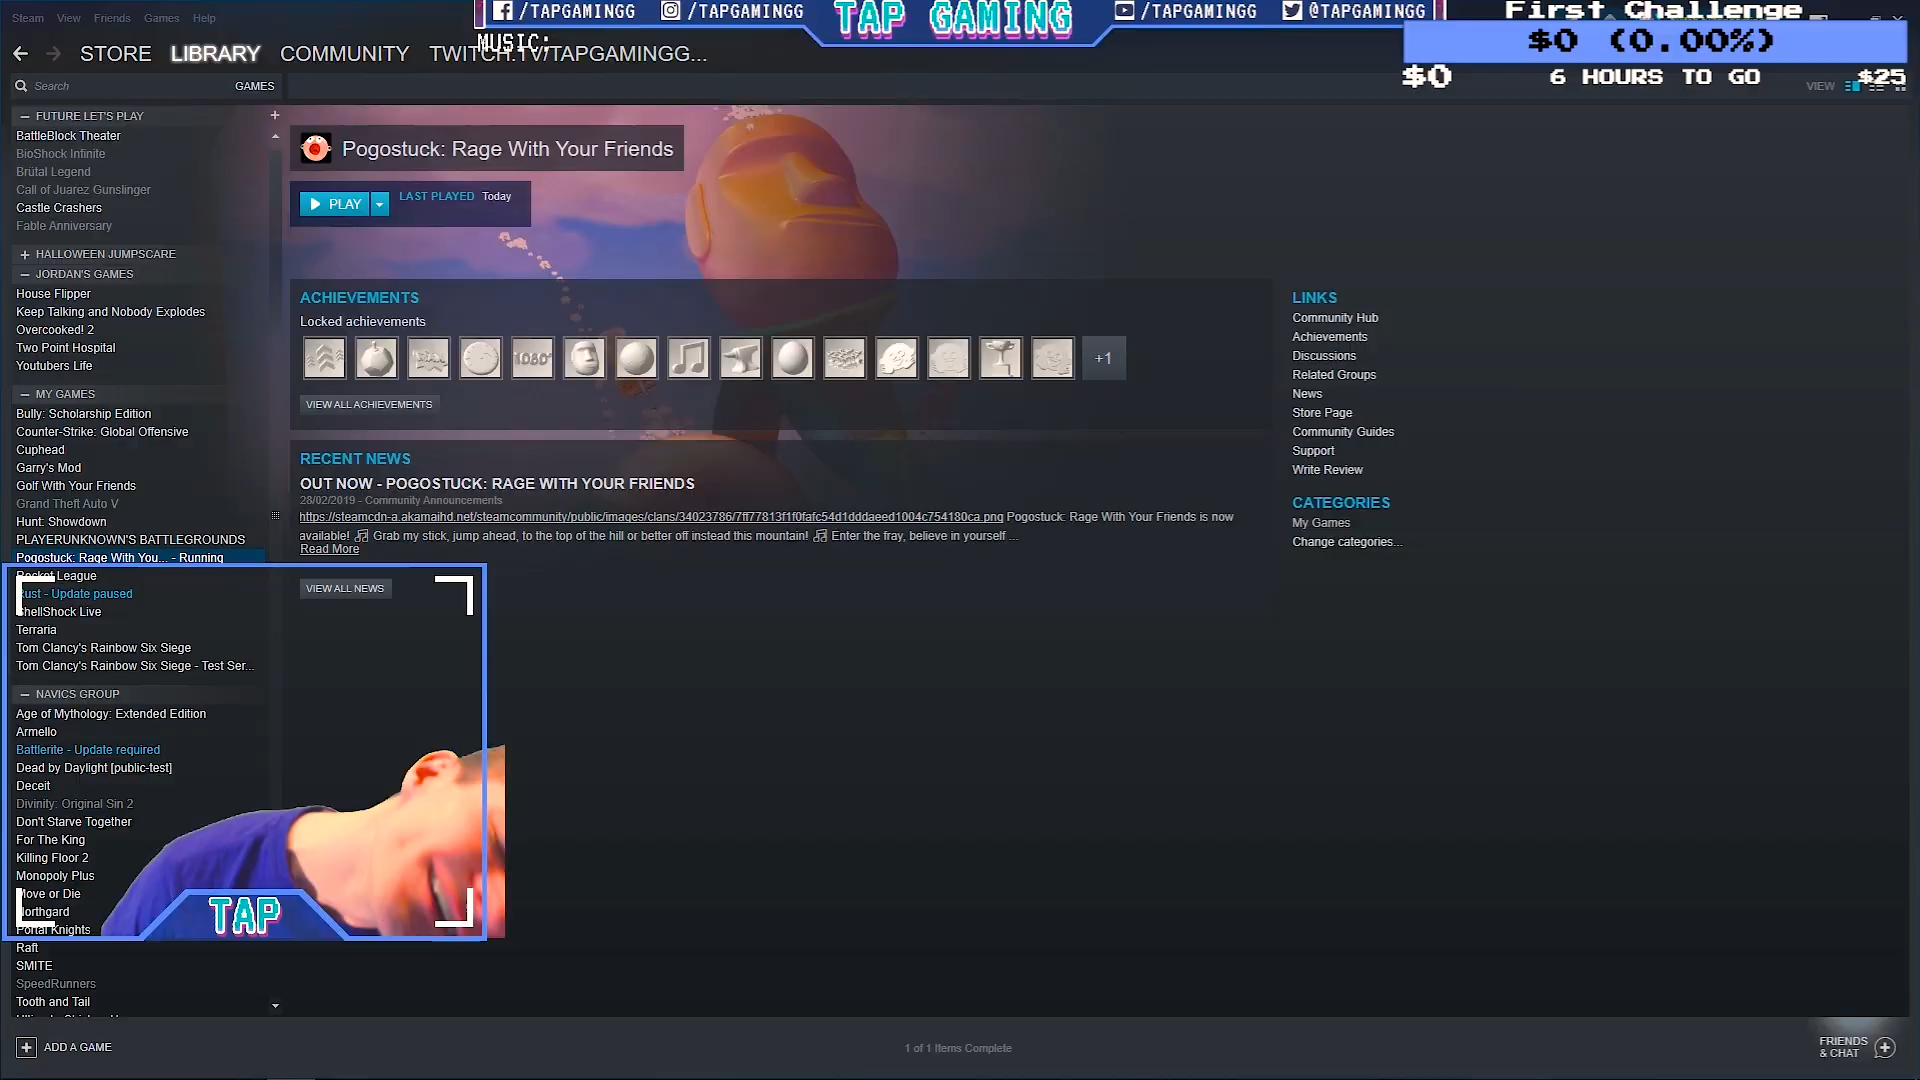 Steam View Friends Games Help
/TAPGAMINGG /TAPGAMINGG TAP GAMING /TAPGAMINGG @TAPGAMINGG
First Challenge
$0 (0.00%)
$0 6 HOURS TO GO $25
MUSIC:
STORE LIBRARY COMMUNITY TWITCH.TV/TAPGAMINGG...
Search GAMES
VIEW
FUTURE LET'S PLAY
BattleBlock Theater
BioShock Infinite
Brütal Legend
Call of Juarez Gunslinger
Castle Crashers
Fable Anniversary
HALLOWEEN JUMPSCARE
JORDAN'S GAMES
House Flipper
Keep Talking and Nobody Explodes
Overcooked! 2
Two Point Hospital
Youtubers Life
MY GAMES
Bully: Scholarship Edition
Counter-Strike: Global Offensive
Cuphead
Garry's Mod
Golf With Your Friends
Grand Theft Auto V
Hunt: Showdown
PLAYERUNKNOWN'S BATTLEGROUNDS
Pogostuck: Rage With You... - Running
Rocket League
Rust - Update paused
ShellShock Live
Terraria
Tom Clancy's Rainbow Six Siege
Tom Clancy's Rainbow Six Siege - Test Ser...
NAVICS GROUP
Age of Mythology: Extended Edition
Armello
Battlerite - Update required
Dead by Daylight [public-test]
Deceit
Divinity: Original Sin 2
Don't Starve Together
For The King
Killing Floor 2
Monopoly Plus
Move or Die
Northgard
Portal Knights
Raft
SMITE
SpeedRunners
Tooth and Tail
TAP
Pogostuck: Rage With Your Friends
PLAY LAST PLAYED Today
ACHIEVEMENTS
Locked achievements
1080°
+1
VIEW ALL ACHIEVEMENTS
RECENT NEWS
OUT NOW - POGOSTUCK: RAGE WITH YOUR FRIENDS
28/02/2019 - Community Announcements
https://steamcdn-a.akamaihd.net/steamcommunity/public/images/clans/34023786/7ff77813f1f0fafc54d1dddaeed1004c754180ca.png Pogostuck: Rage With Your Friends is now
available! 🎵 Grab my stick, jump ahead, to the top of the hill or better off instead this mountain! 🎵 Enter the fray, believe in yourself ...
Read More
VIEW ALL NEWS
LINKS
Community Hub
Achievements
Discussions
Related Groups
News
Store Page
Community Guides
Support
Write Review
CATEGORIES
My Games
Change categories...
ADD A GAME
1 of 1 Items Complete
FRIENDS
& CHAT